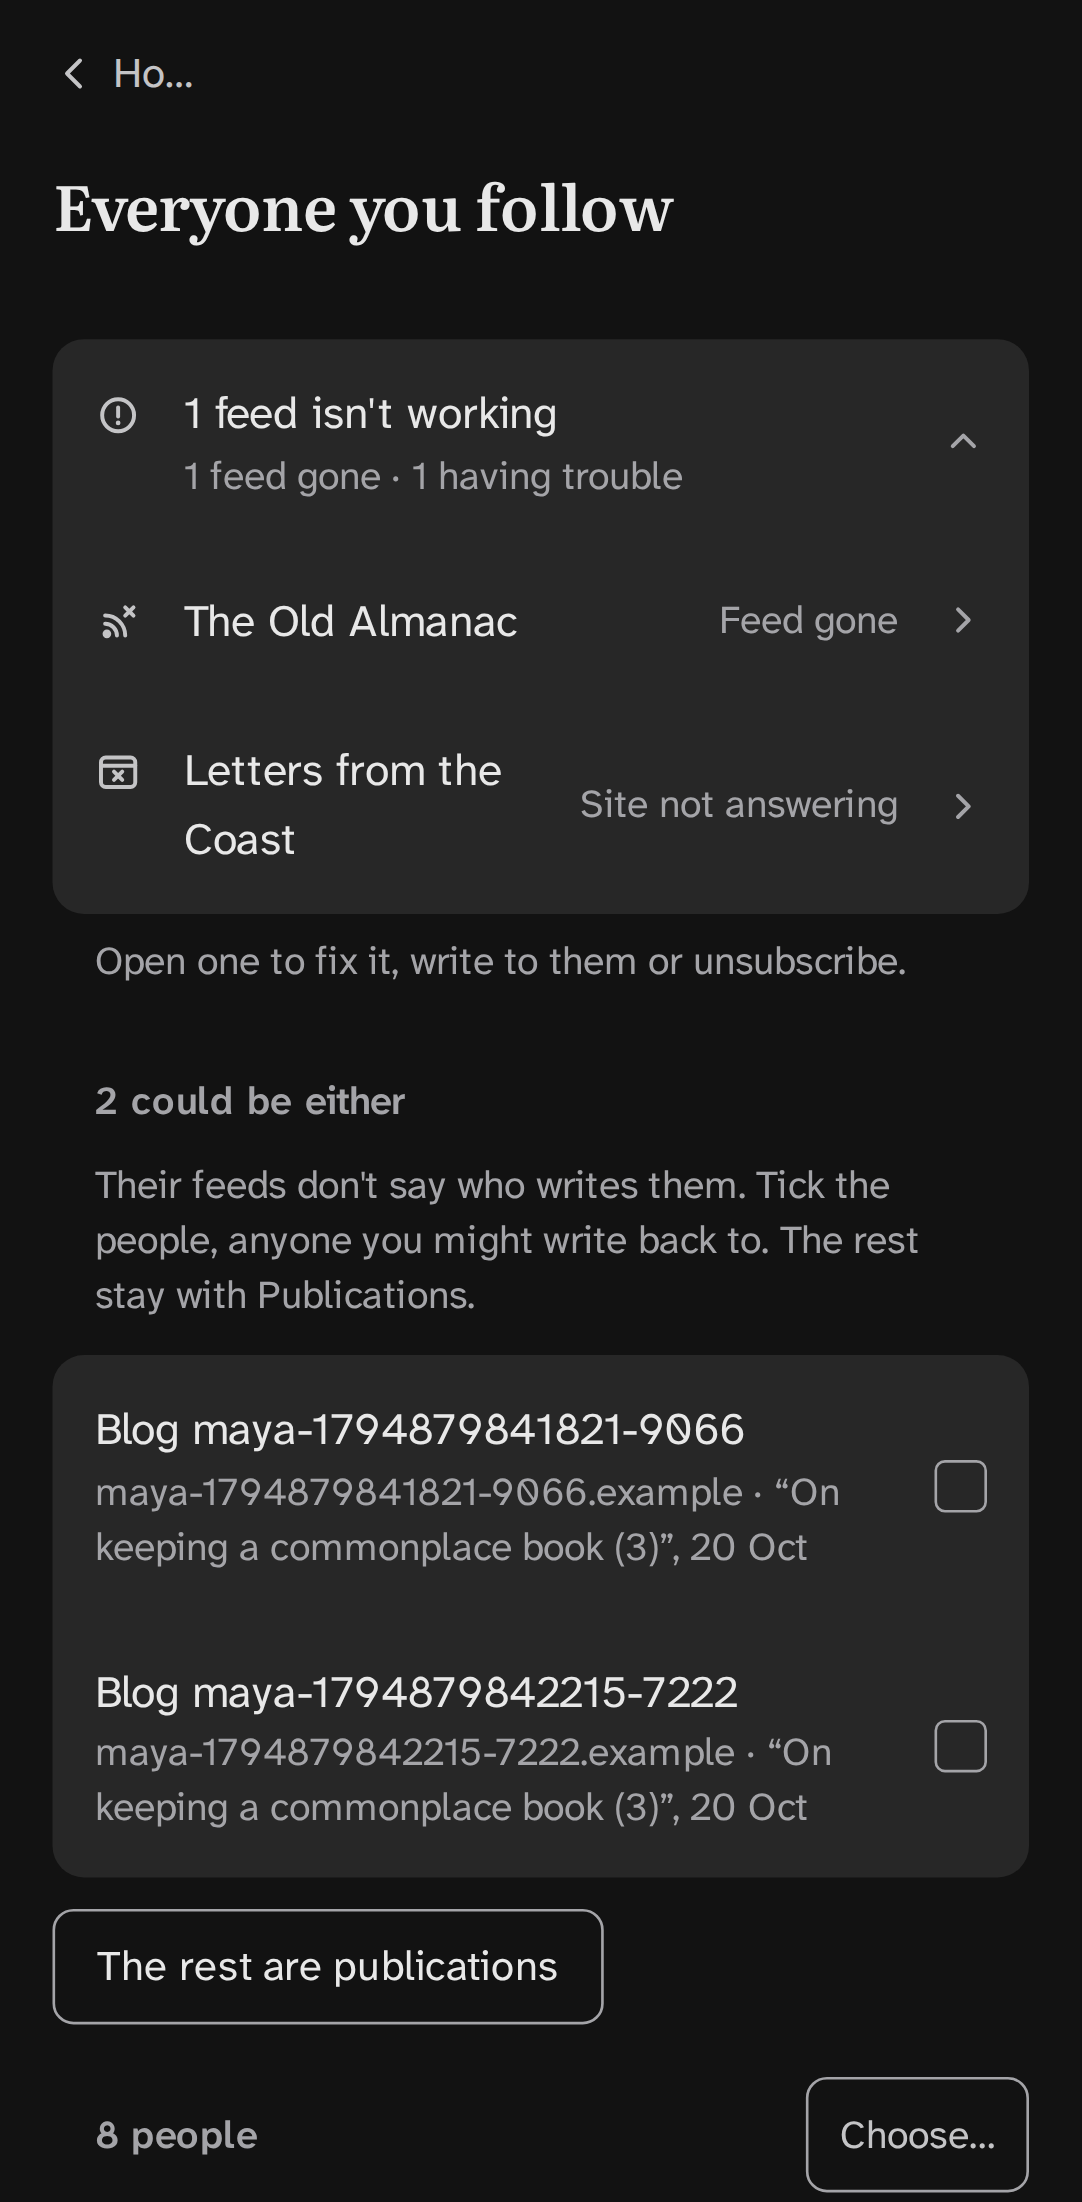 Ho...
Everyone you follow
1 feed isn't working
1 feed gone · 1 having trouble
The Old Almanac
Feed gone
Letters from the
Coast
Site not answering
Open one to fix it, write to them or unsubscribe.
2 could be either
Their feeds don't say who writes them. Tick the
people, anyone you might write back to. The rest
stay with Publications.
Blog maya-1794879841821-9066
maya-1794879841821-9066.example · “On
keeping a commonplace book (3)”, 20 Oct
Blog maya-1794879842215-7222
maya-1794879842215-7222.example · “On
keeping a commonplace book (3)”, 20 Oct
The rest are publications
8 people
Choose...